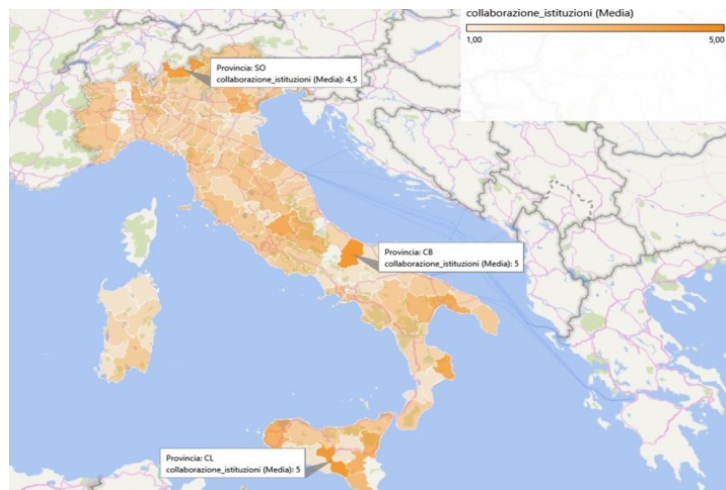 collaborazione_istituzioni (Media)
1,00 5,00
Provincia: SO
collaborazione_istituzioni (Media): 4,5
Provincia: CB
collaborazione_istituzioni (Media): 5
Provincia: CL
collaborazione_istituzioni (Media): 5